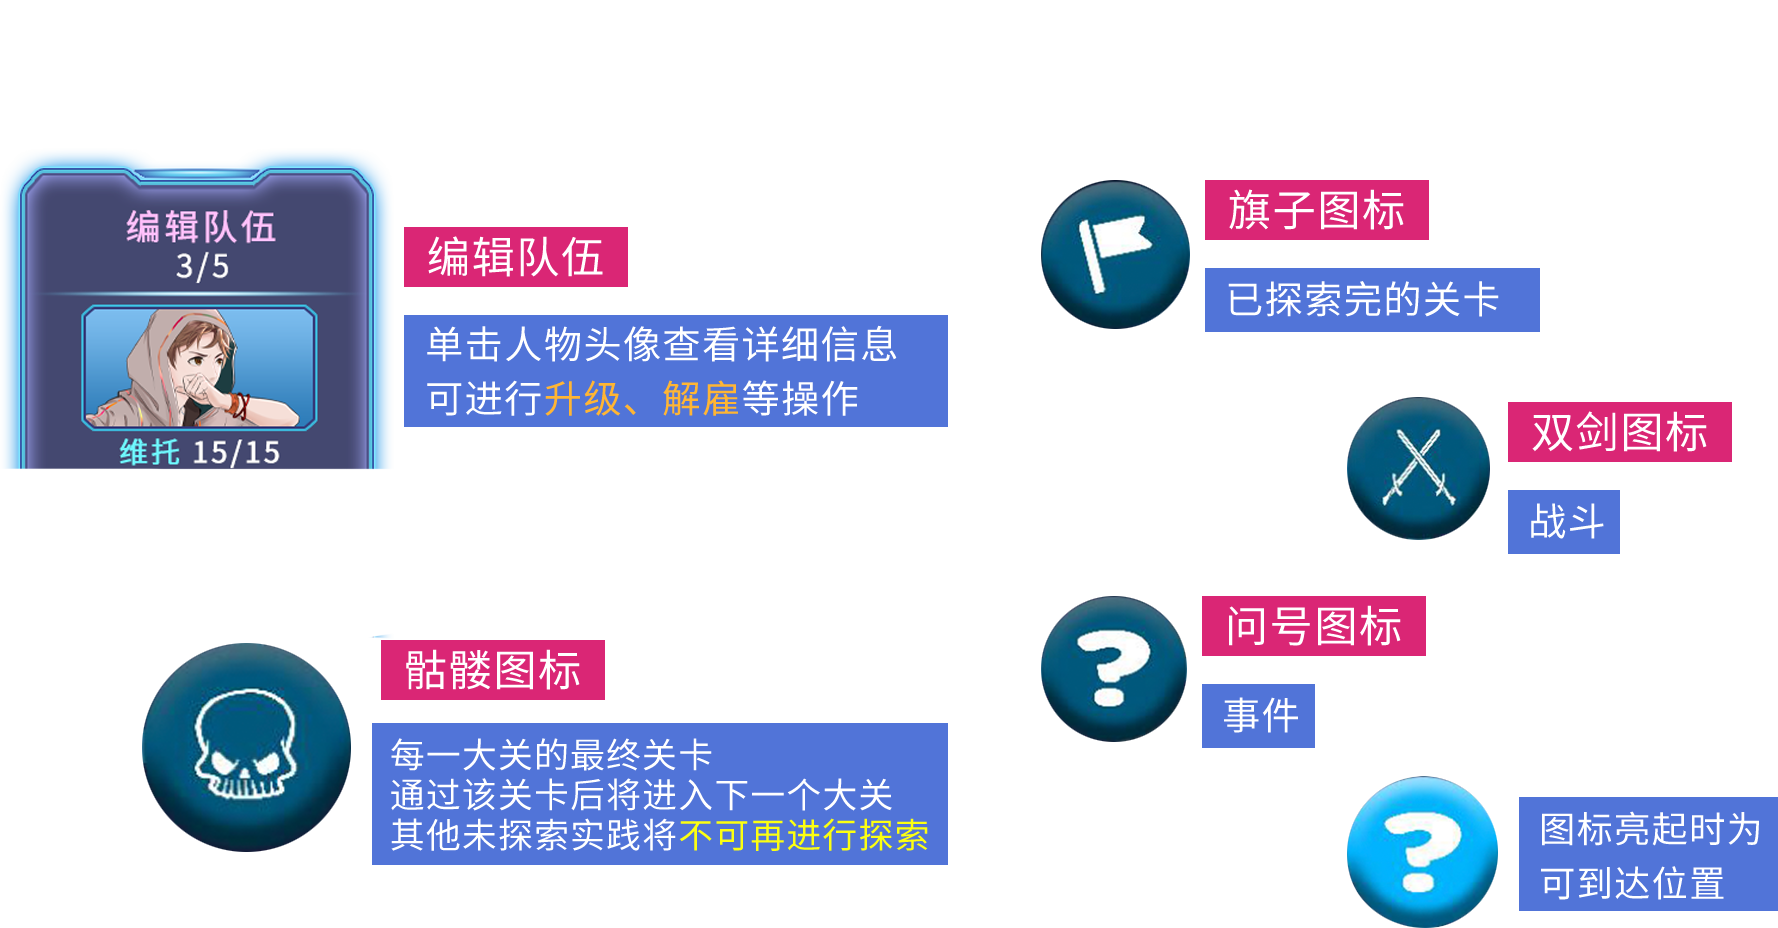 编辑队伍
3/5
维托 15/15
编辑队伍
单击人物头像查看详细信息
可进行升级、解雇等操作
骷髅图标
每一大关的最终关卡
通过该关卡后将进入下一个大关
其他未探索实践将不可再进行探索
旗子图标
已探索完的关卡
双剑图标
战斗
问号图标
事件
图标亮起时为
可到达位置